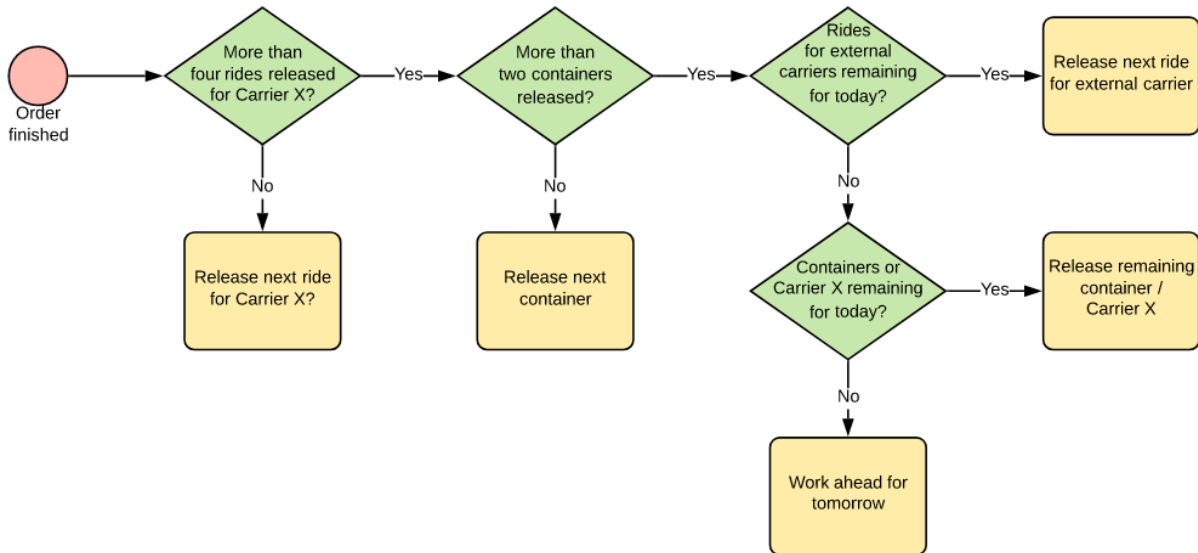 Order
finished
More than
four rides released
for Carrier X?
Yes
More than
two containers
released?
Yes
Rides
for external
carriers remaining
for today?
Yes
Release next ride
for external carrier
No
No
No
Release next ride
for Carrier X?
Release next
container
Containers or
Carrier X remaining
for today?
Yes
Release remaining
container /
Carrier X
No
Work ahead for
tomorrow